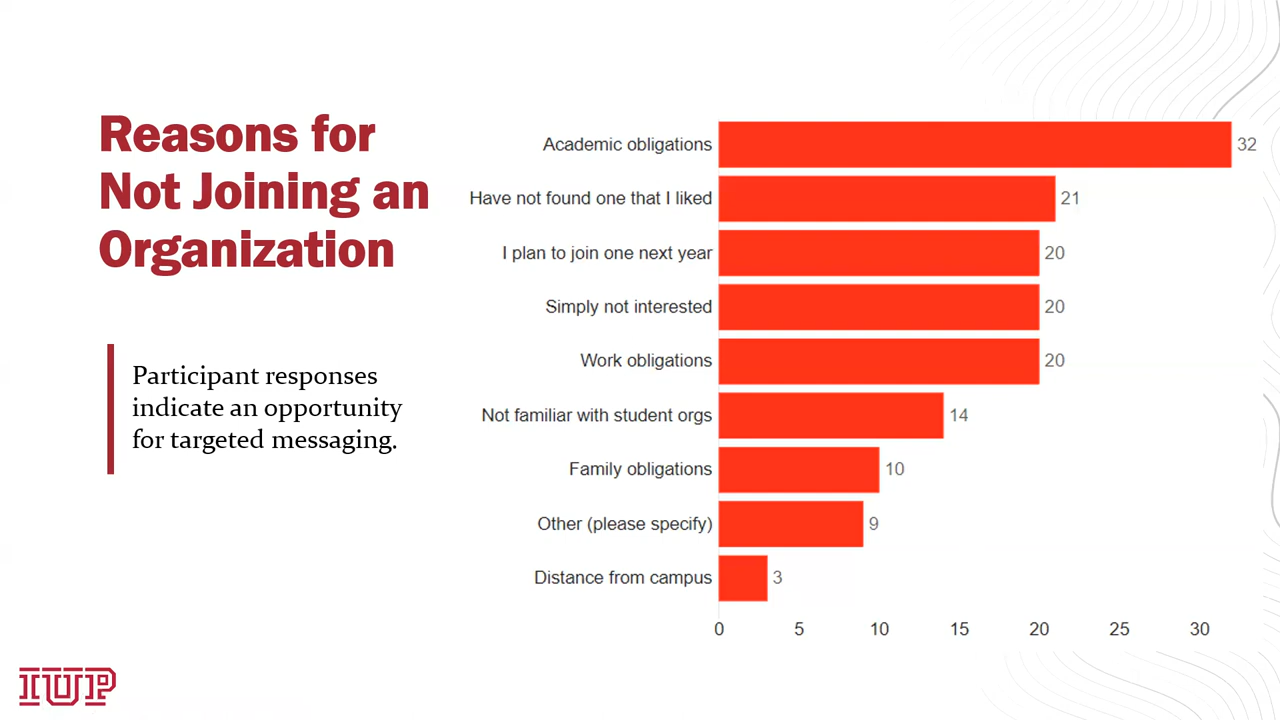 Reasons for
Not Joining an
Organization
Participant responses
indicate an opportunity
for targeted messaging.
Academic obligations 32
Have not found one that I liked 21
I plan to join one next year 20
Simply not interested 20
Work obligations 20
Not familiar with student orgs 14
Family obligations 10
Other (please specify) 9
Distance from campus 3
0 5 10 15 20 25 30
IUP